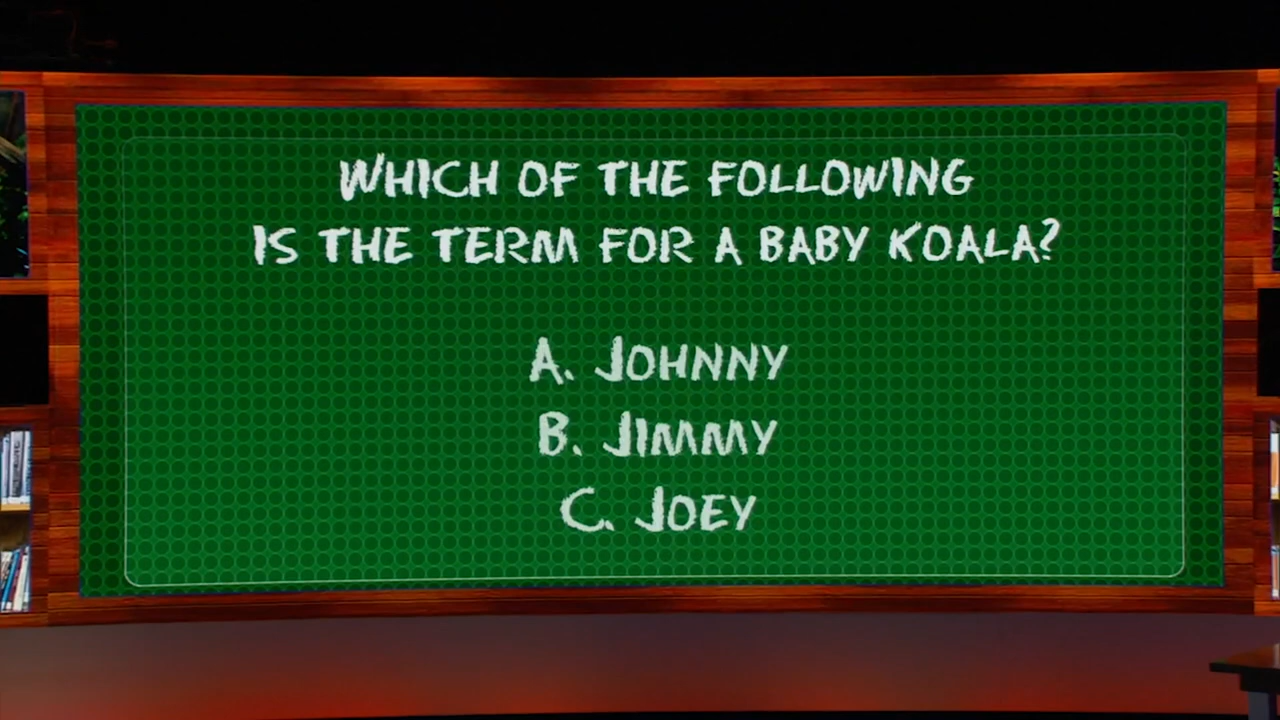 WHICH OF THE FOLLOWING
IS THE TERM FOR A BABY KOALA?
A. JOHNNY
B. JIMMY
C. JOEY